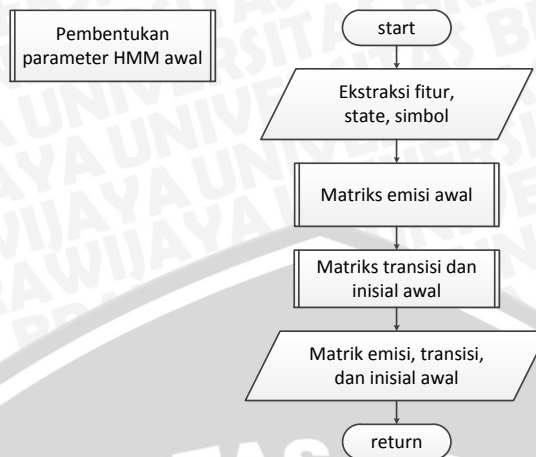 Pembentukan
parameter HMM awal
start
Ekstraksi fitur,
state, simbol
Matriks emisi awal
Matriks transisi dan
inisial awal
Matrik emisi, transisi,
dan inisial awal
return